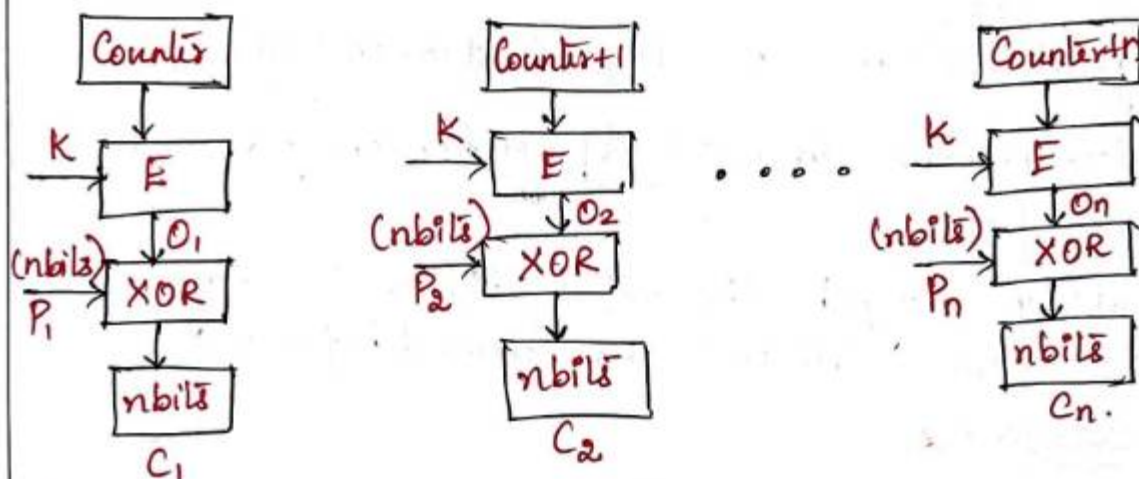 Counter Counter+1 Counter+n
K K K
E E E
O1 O2 On
(nbits) (nbits) (nbits)
P1 XOR P2 XOR Pn XOR
nbits nbits nbits
C1 C2 Cn.